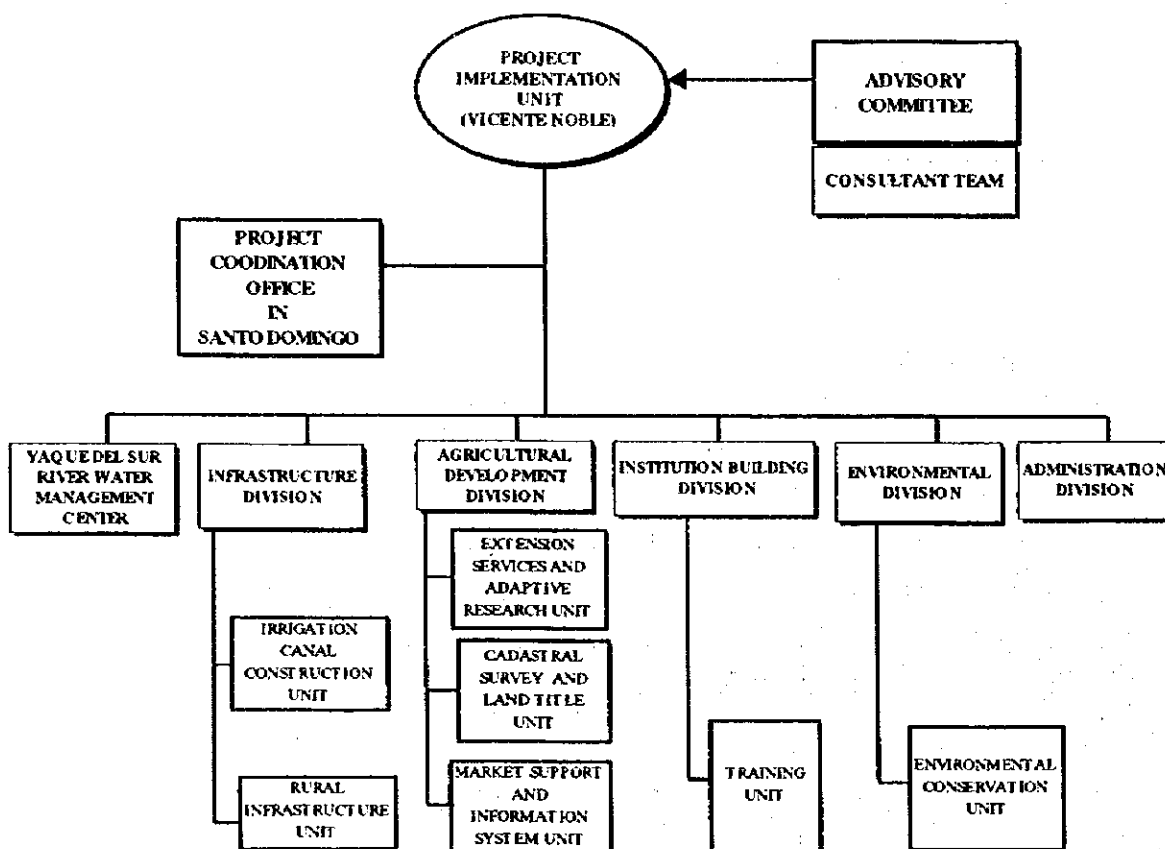 PROJECT
IMPLEMENTATION
UNIT
(VICENTE NOBLE)
ADVISORY
COMMITTEE
CONSULTANT TEAM
PROJECT
COODINATION
OFFICE
IN
SANTO DOMINGO
YAQUE DEL SUR
RIVER WATER
MANAGEMENT
CENTER
INFRASTRUCTURE
DIVISION
AGRICULTURAL
DEVELOPMENT
DIVISION
INSTITUTION BUILDING
DIVISION
ENVIRONMENTAL
DIVISION
ADMINISTRATION
DIVISION
EXTENSION
SERVICES AND
ADAPTIVE
RESEARCH UNIT
IRRIGATION
CANAL
CONSTRUCTION
UNIT
CADASTRAL
SURVEY AND
LAND TITLE
UNIT
RURAL
INFRASTRUCTURE
UNIT
MARKET SUPPORT
AND
INFORMATION
SYSTEM UNIT
TRAINING
UNIT
ENVIRONMENTAL
CONSERVATION
UNIT